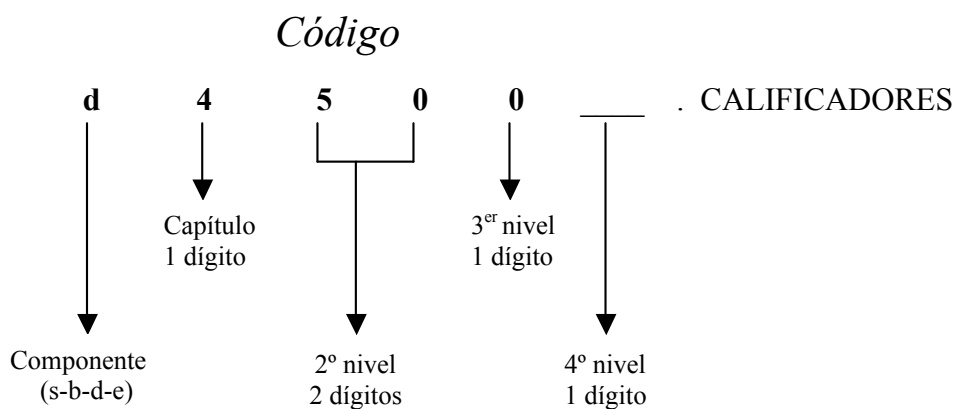 Código
d 4 5 0 0 ____ . CALIFICADORES
Capítulo
1 dígito
3er nivel
1 dígito
Componente
(s-b-d-e)
2º nivel
2 dígitos
4º nivel
1 dígito